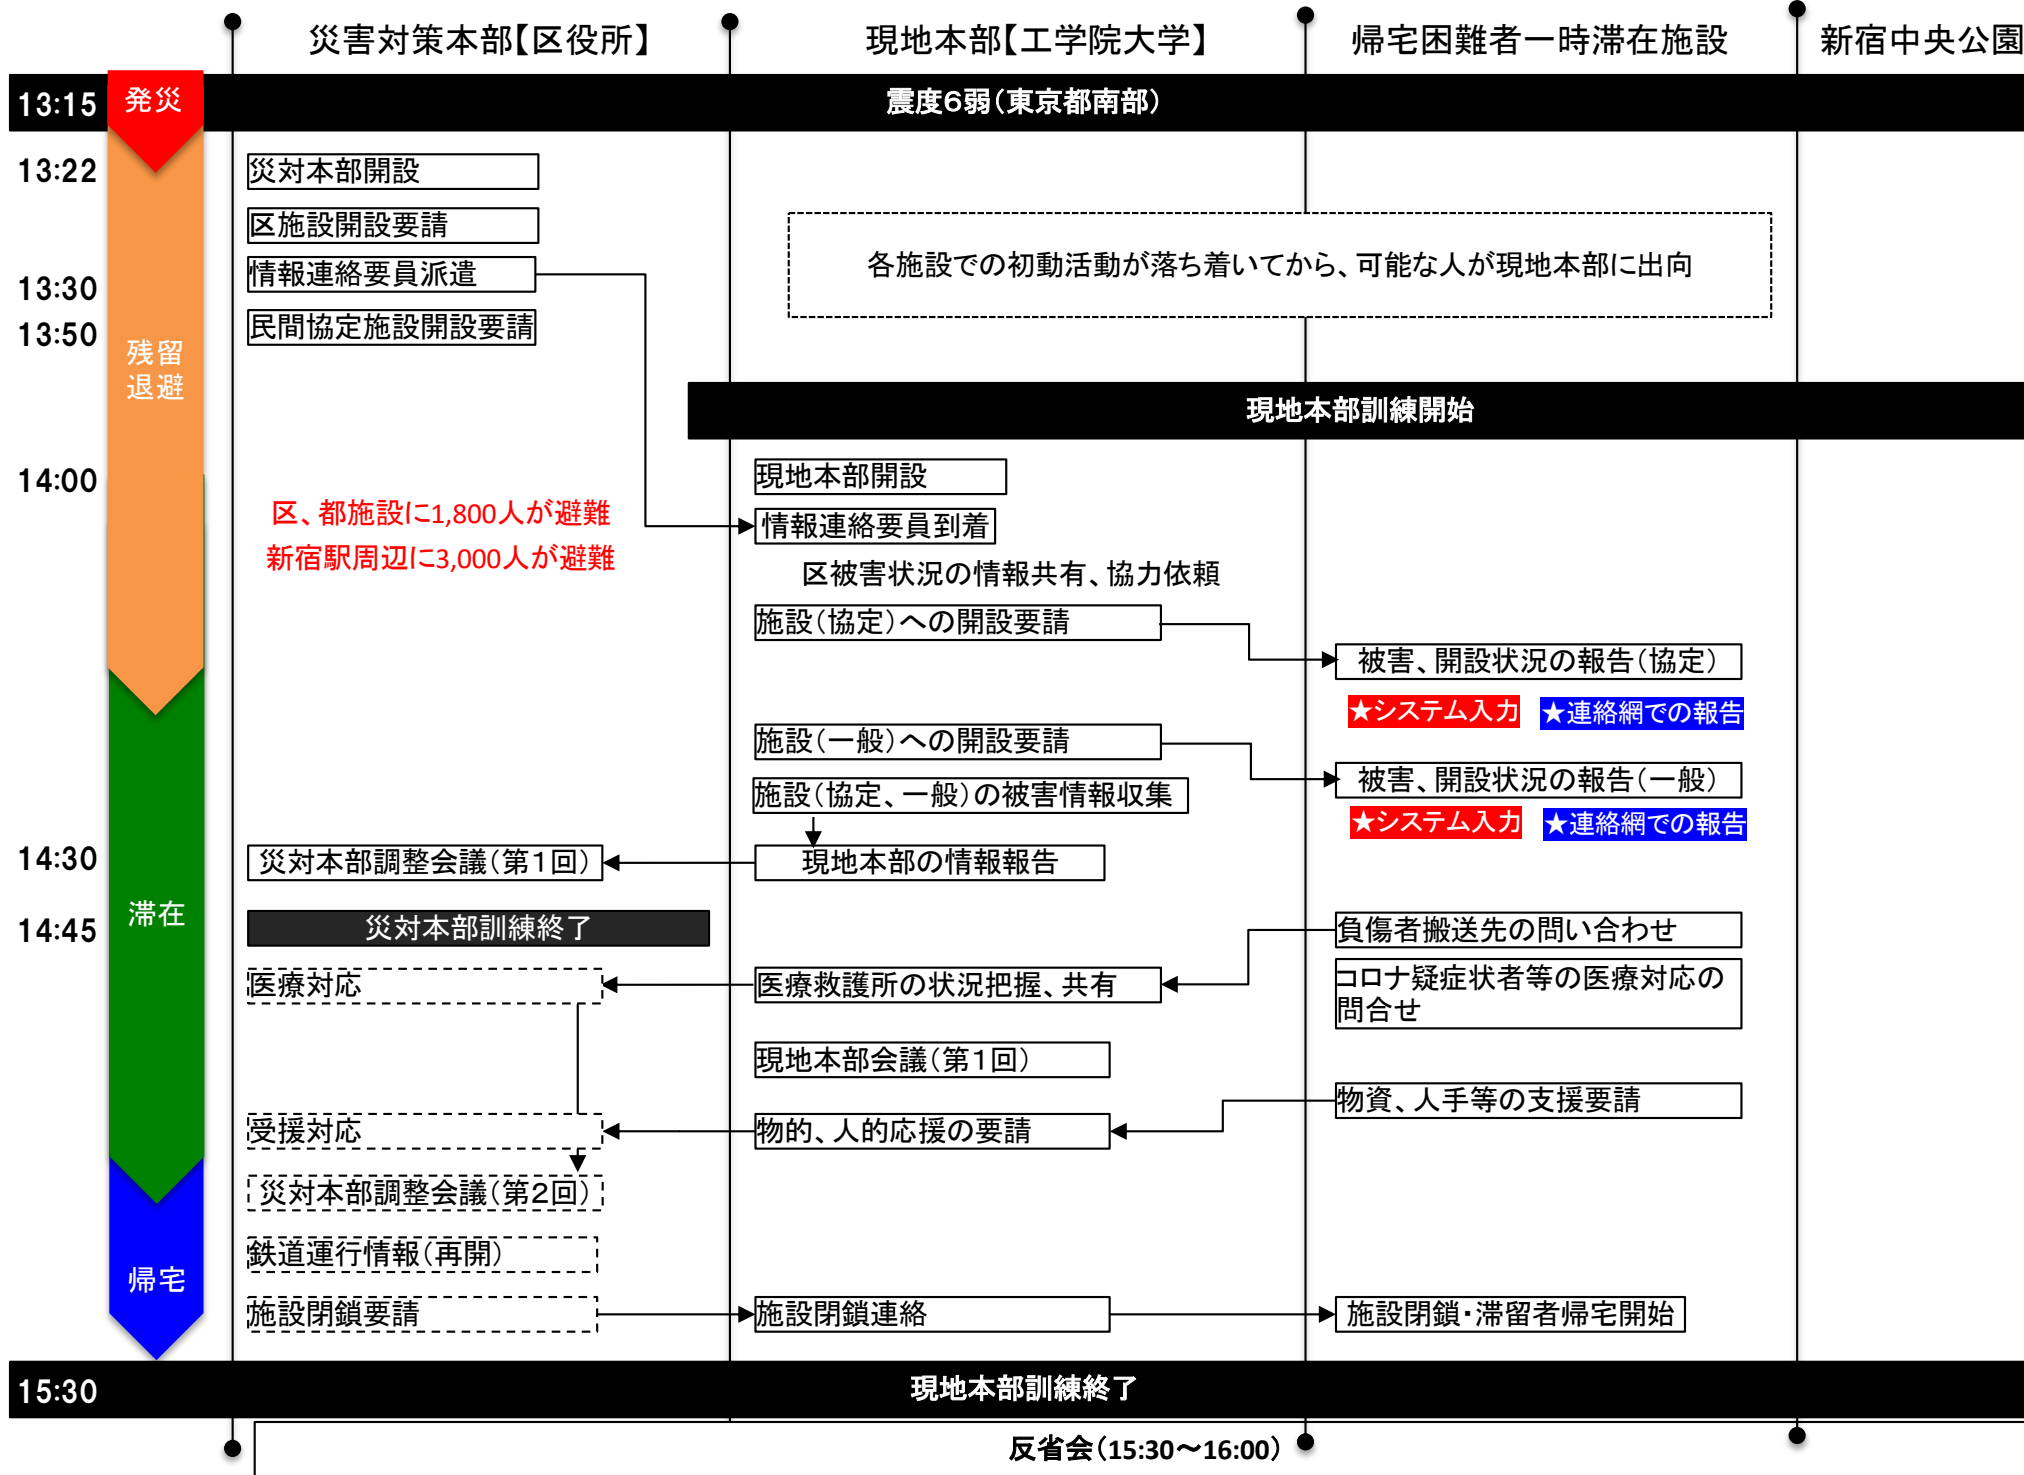 災害対策本部【区役所】
現地本部【工学院大学】
帰宅困難者一時滞在施設
新宿中央公園
13:15
発災
震度6弱（東京都南部）
13:22
災対本部開設
区施設開設要請
各施設での初動活動が落ち着いてから、可能な人が現地本部に出向
13:30
情報連絡要員派遣
13:50
民間協定施設開設要請
残留
退避
現地本部訓練開始
14:00
現地本部開設
区、都施設に1,800人が避難
情報連絡要員到着
新宿駅周辺に3,000人が避難
区被害状況の情報共有、協力依頼
施設（協定）への開設要請
被害、開設状況の報告（協定）
★システム入力
★連絡網での報告
施設（一般）への開設要請
被害、開設状況の報告（一般）
施設（協定、一般）の被害情報収集
★システム入力
★連絡網での報告
14:30
災対本部調整会議（第1回）
現地本部の情報報告
滞在
14:45
災対本部訓練終了
負傷者搬送先の問い合わせ
医療対応
医療救護所の状況把握、共有
コロナ疑症状者等の医療対応の
問合せ
現地本部会議（第1回）
物資、人手等の支援要請
受援対応
物的、人的応援の要請
災対本部調整会議（第2回）
鉄道運行情報（再開）
帰宅
施設閉鎖要請
施設閉鎖連絡
施設閉鎖・滞留者帰宅開始
15:30
現地本部訓練終了
反省会（15:30～16:00）